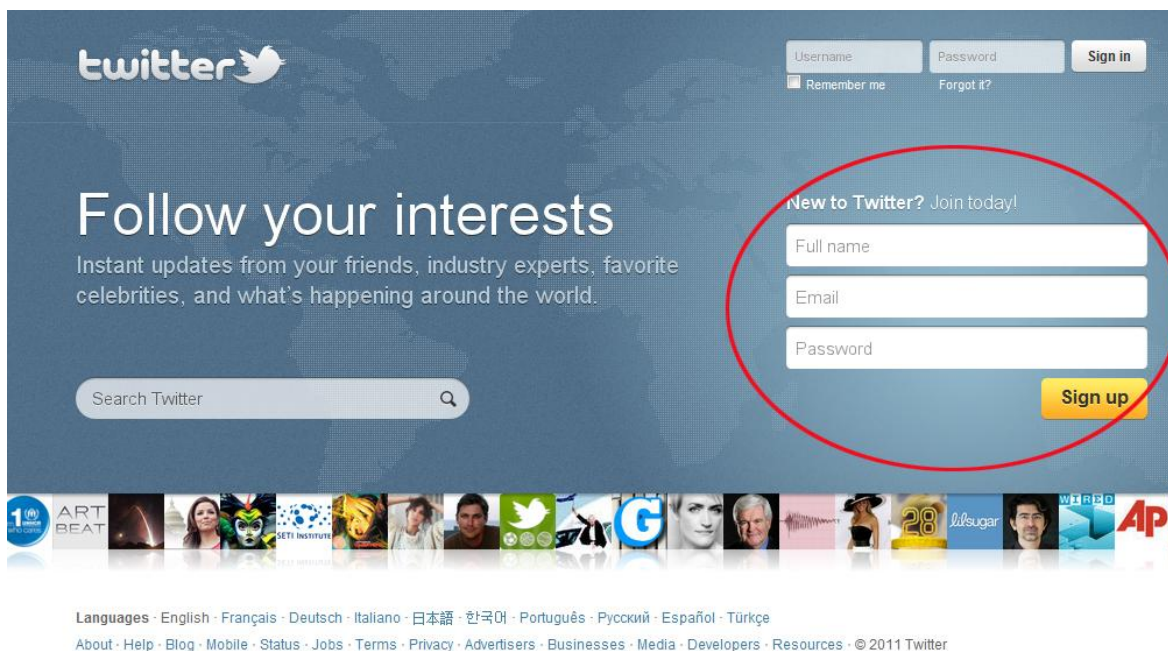 twitter
Username Password Sign in
Remember me Forgot it?
Follow your interests
Instant updates from your friends, industry experts, favorite
celebrities, and what's happening around the world.
Search Twitter
New to Twitter? Join today!
Full name
Email
Password
Sign up
ART
BEAT
SETI INSTITUTE
G
28
lilsugar
WIRED
AP
Languages · English · Français · Deutsch · Italiano · 日本語 · 한국어 · Português · Русский · Español · Türkçe
About · Help · Blog · Mobile · Status · Jobs · Terms · Privacy · Advertisers · Businesses · Media · Developers · Resources · © 2011 Twitter